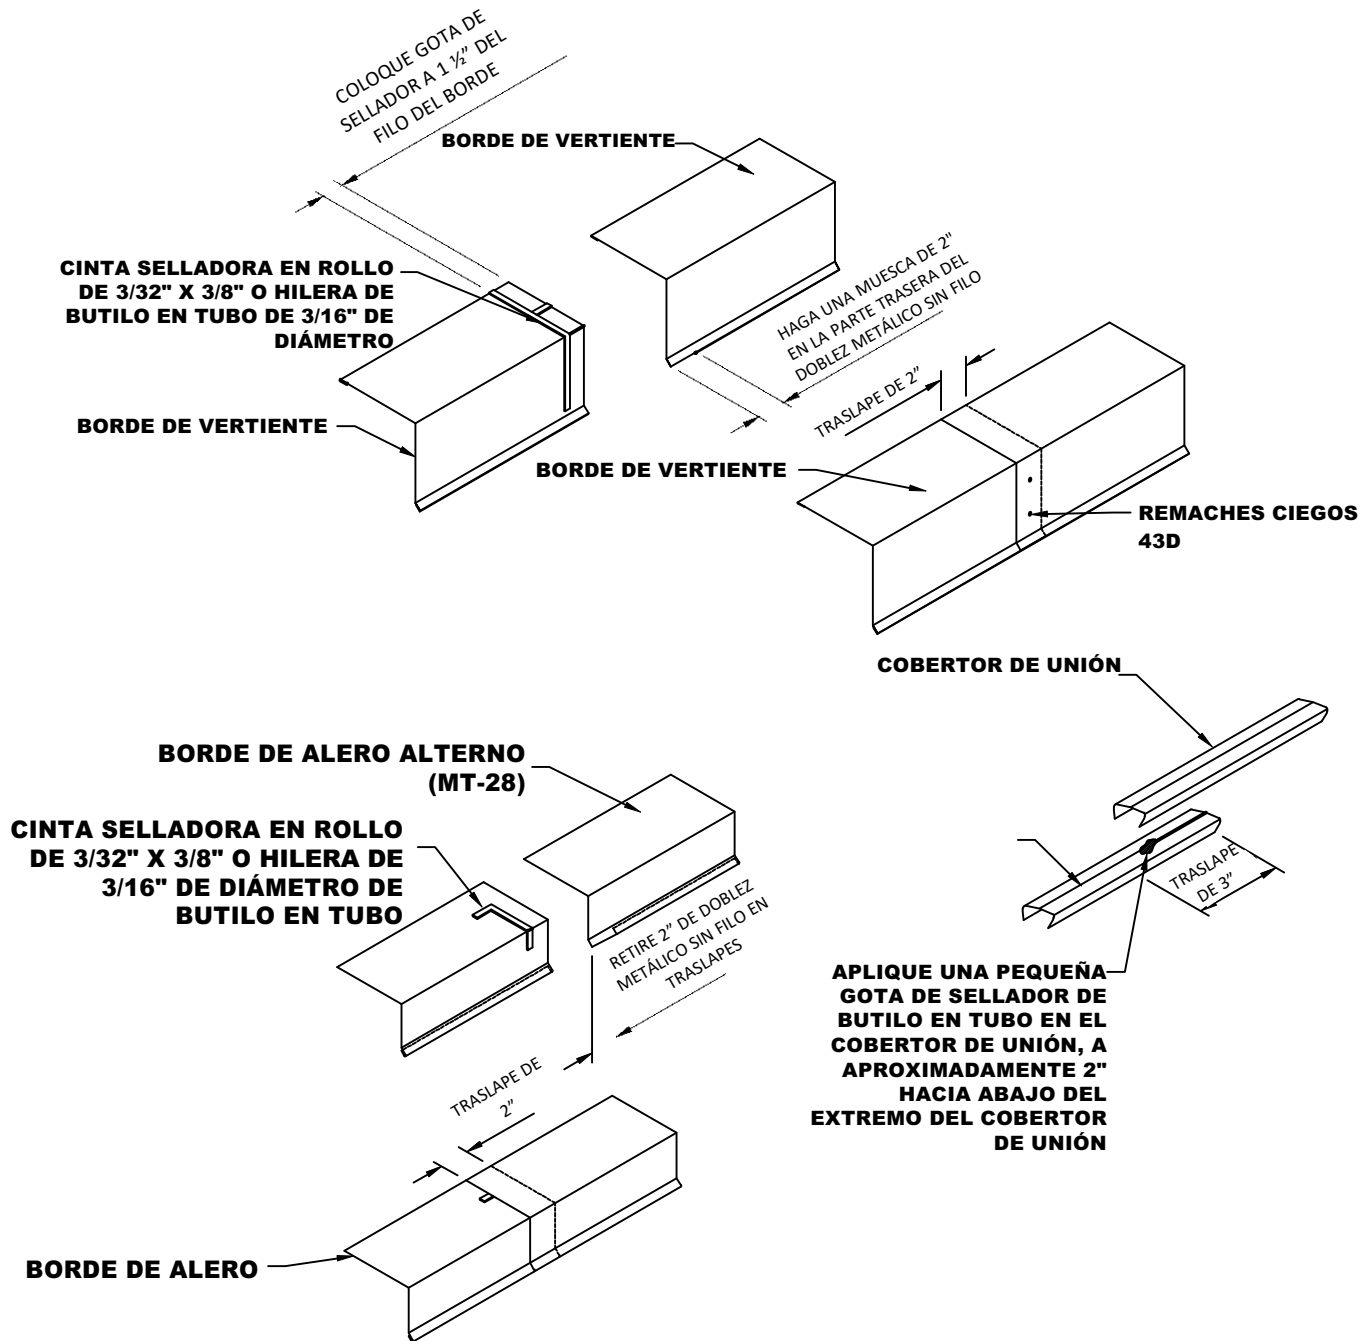 COLOQUE GOTA DE
SELLADOR A 1 ½” DEL
FILO DEL BORDE
BORDE DE VERTIENTE
CINTA SELLADORA EN ROLLO
DE 3/32" X 3/8" O HILERA DE
BUTILO EN TUBO DE 3/16" DE
DIÁMETRO
BORDE DE VERTIENTE
HAGA UNA MUESCA DE 2”
EN LA PARTE TRASERA DEL
DOBLEZ METÁLICO SIN FILO
TRASLAPE DE 2”
BORDE DE VERTIENTE
REMACHES CIEGOS
43D
COBERTOR DE UNIÓN
BORDE DE ALERO ALTERNO
(MT-28)
CINTA SELLADORA EN ROLLO
DE 3/32" X 3/8" O HILERA DE
3/16" DE DIÁMETRO DE
BUTILO EN TUBO
RETIRE 2” DE DOBLEZ
METÁLICO SIN FILO EN
TRASLAPES
TRASLAPE
DE 3”
APLIQUE UNA PEQUEÑA
GOTA DE SELLADOR DE
BUTILO EN TUBO EN EL
COBERTOR DE UNIÓN, A
APROXIMADAMENTE 2"
HACIA ABAJO DEL
EXTREMO DEL COBERTOR
DE UNIÓN
TRASLAPE DE
2”
BORDE DE ALERO